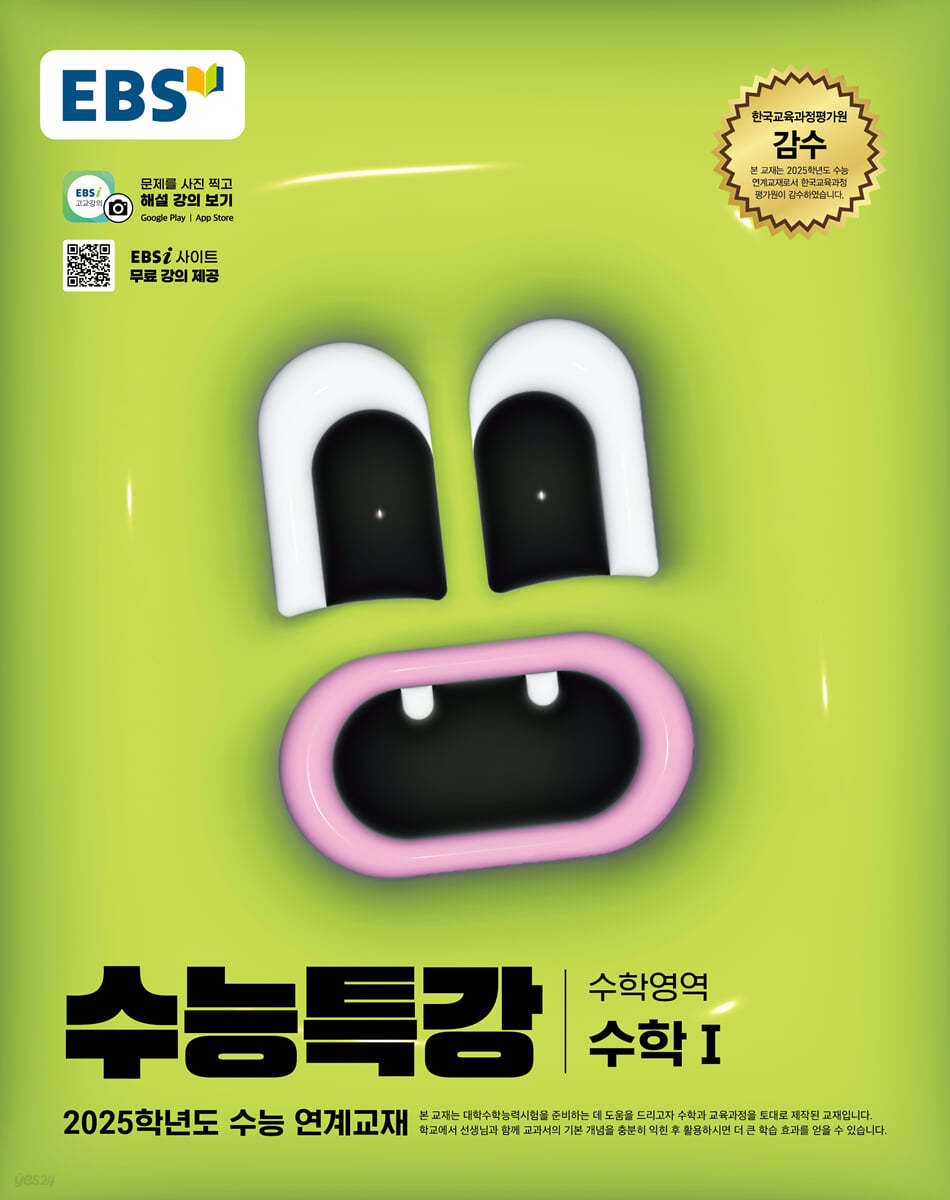 EBS
EBSi
고교강의
문제를 사진 찍고
해설 강의 보기
Google Play | App Store
EBSi 사이트
무료 강의 제공
한국교육과정평가원
감수
본 교재는 2025학년도 수능
연계교재로서 한국교육과정
평가원이 감수하였습니다.
수능특강
수학영역
수학 I
2025학년도 수능 연계교재
본 교재는 대학수학능력시험을 준비하는 데 도움을 드리고자 수학과 교육과정을 토대로 제작된 교재입니다.
학교에서 선생님과 함께 교과서의 기본 개념을 충분히 익힌 후 활용하시면 더 큰 학습 효과를 얻을 수 있습니다.
yes24